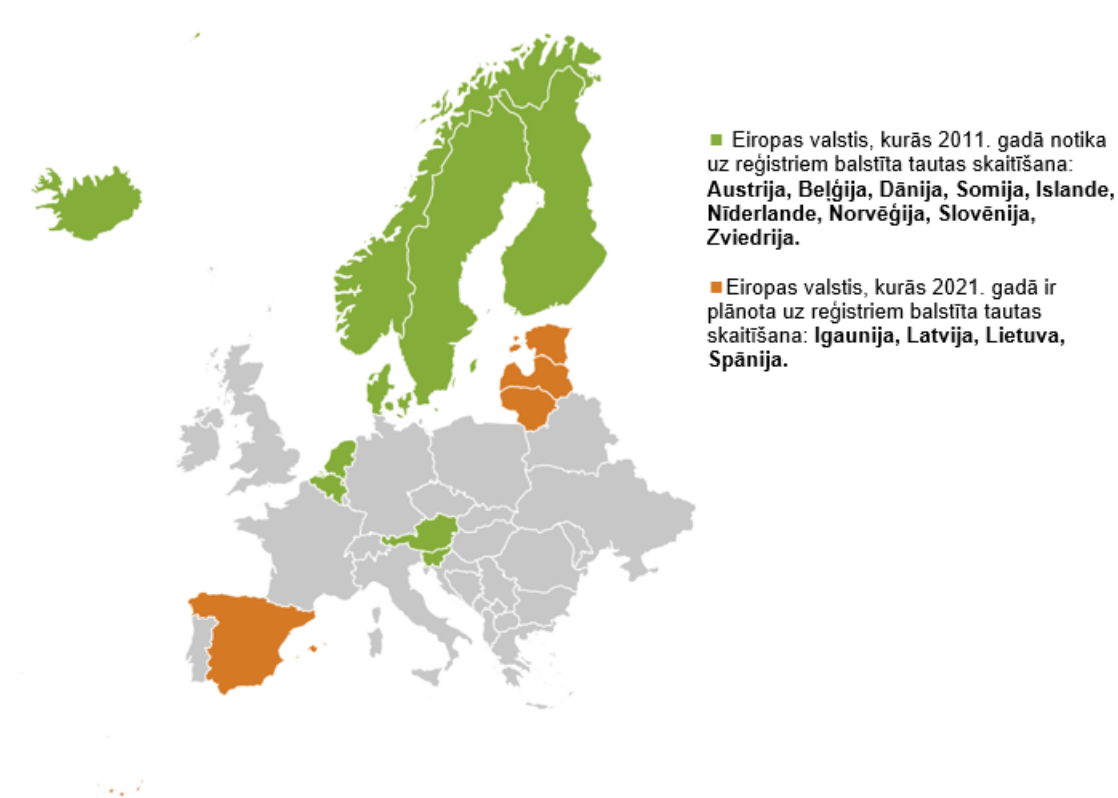 Eiropas valstis, kurās 2011. gadā notika
uz reģistriem balstīta tautas skaitīšana:
Austrija, Beļģija, Dānija, Somija, Islande,
Nīderlande, Norvēģija, Slovēnija,
Zviedrija.
Eiropas valstis, kurās 2021. gadā ir
plānota uz reģistriem balstīta tautas
skaitīšana: Igaunija, Latvija, Lietuva,
Spānija.